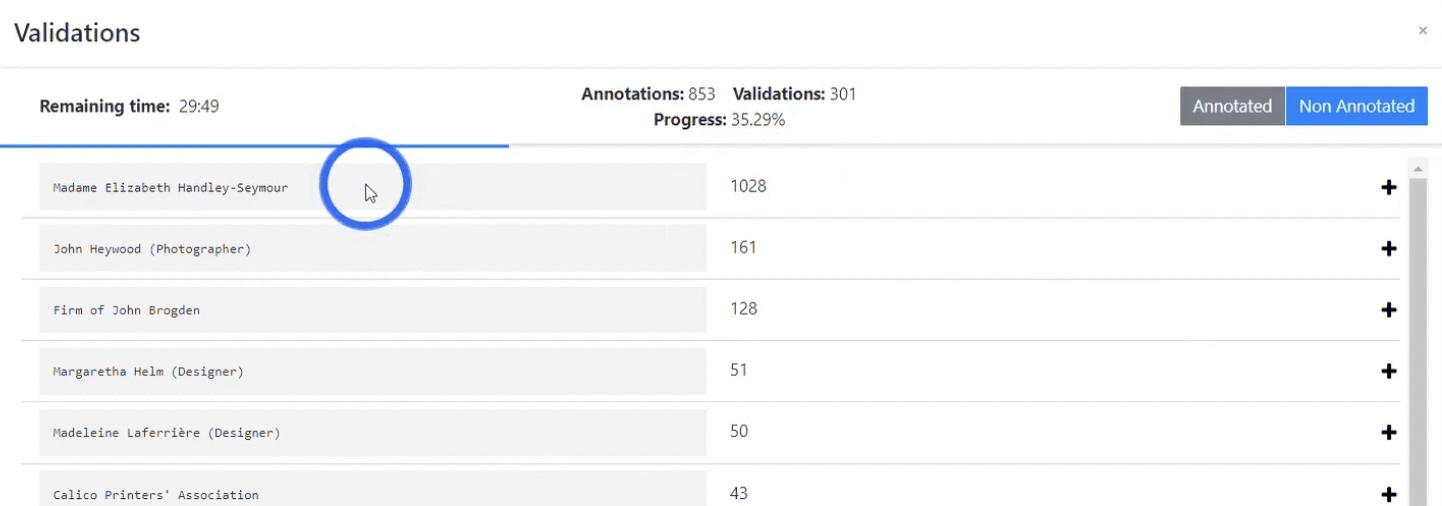 Validations ×
Remaining time: 29:49
Annotations: 853 Validations: 301
Progress: 35.29%
Annotated Non Annotated
Madame Elizabeth Handley-Seymour 1028
John Heywood (Photographer) 161
Firm of John Brogden 128
Margaretha Helm (Designer) 51
Madeleine Laferrière (Designer) 50
Calico Printers' Association 43